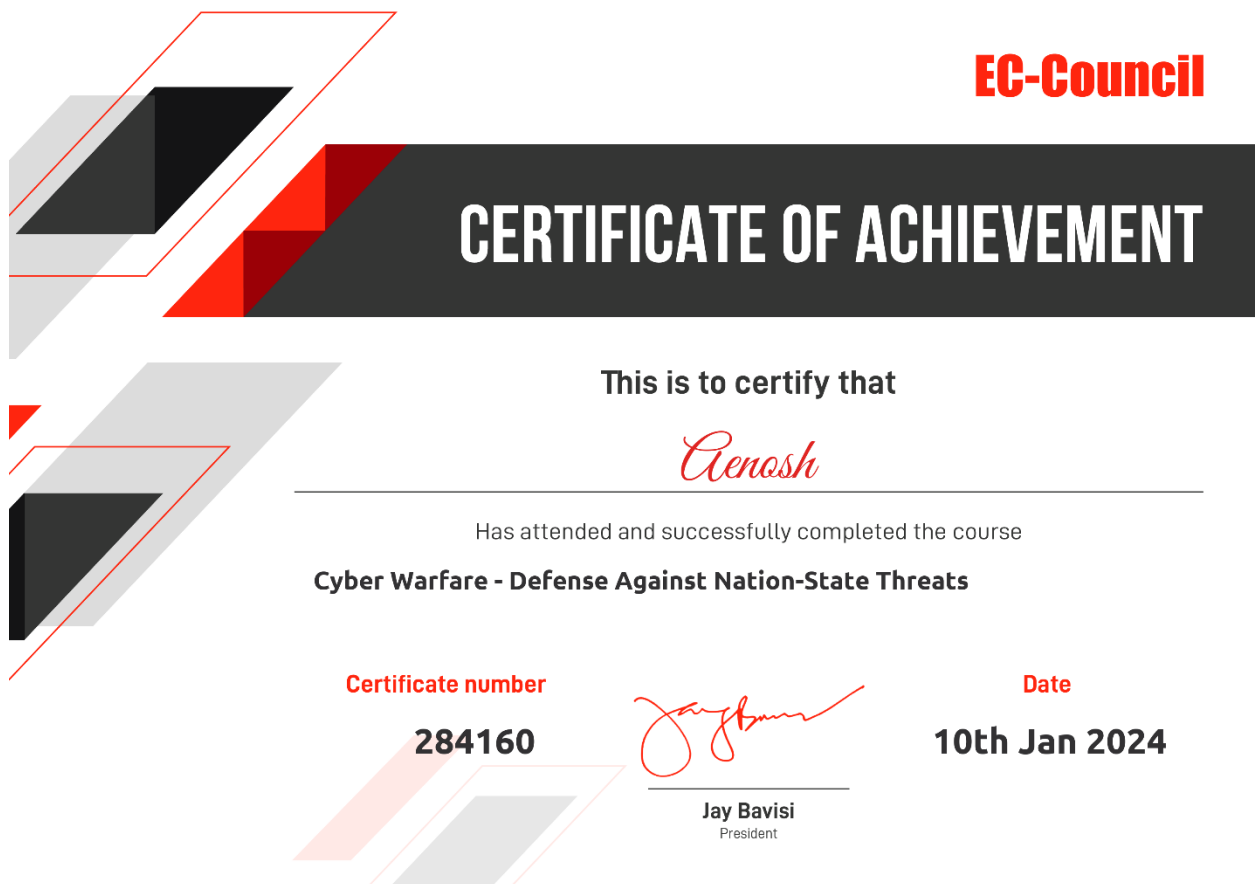 EC-Council
CERTIFICATE OF ACHIEVEMENT
This is to certify that
Aenosh
Has attended and successfully completed the course
Cyber Warfare - Defense Against Nation-State Threats
Certificate number
284160
Jay Bavisi
President
Date
10th Jan 2024